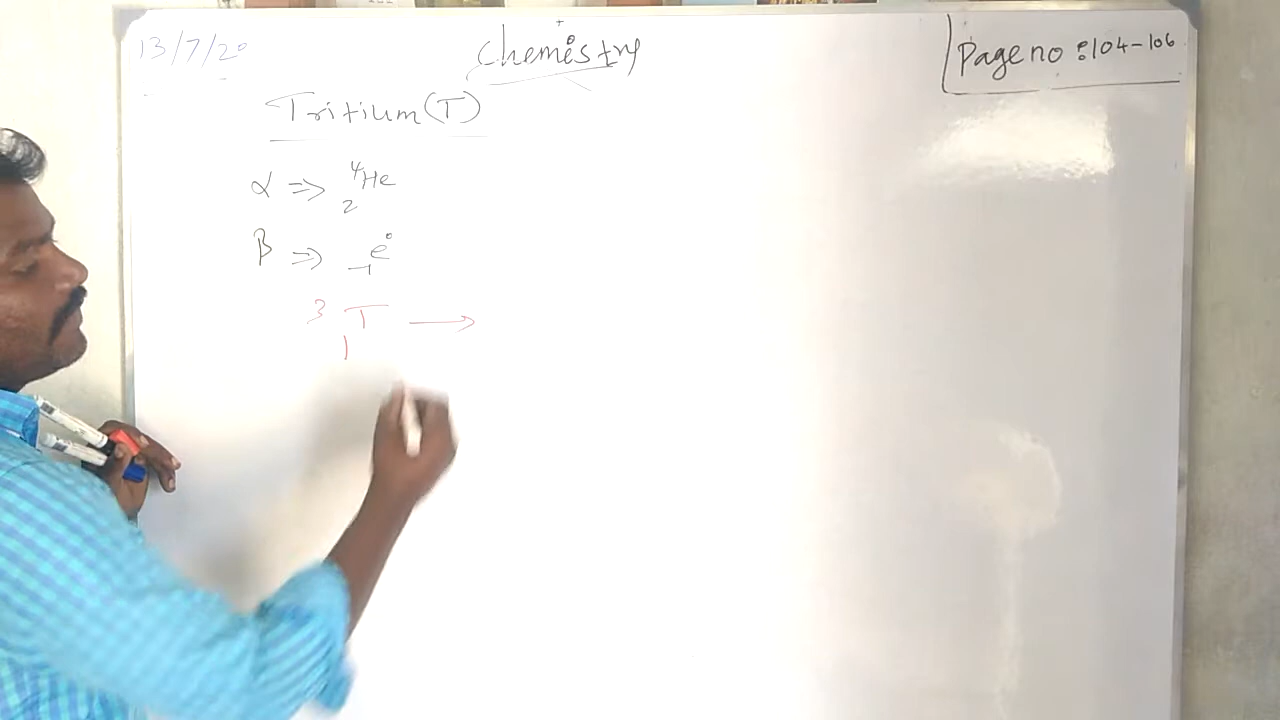 13/7/20
Chemistry
Page no : 104-106
Tritium (T)
α ⇒ ⁴₂He
β ⇒ ₋₁e⁰
³₁T ⟶